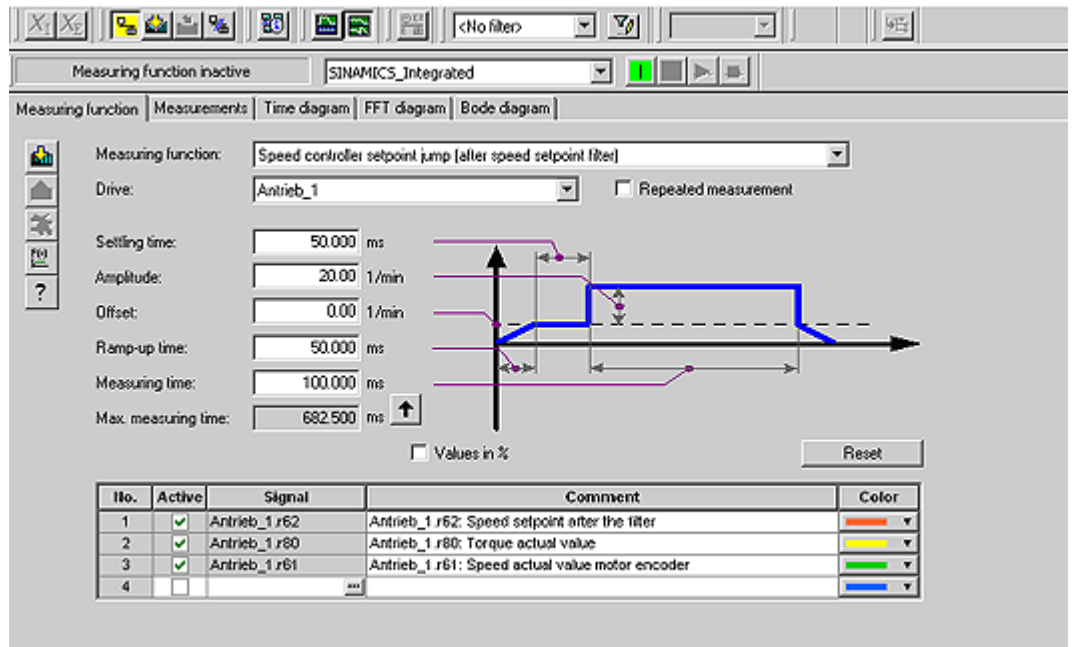 X1 XE <No filter>
Measuring function inactive SINAMICS_Integrated
Measuring function Measurements Time diagram FFT diagram Bode diagram
Measuring function: Speed controller setpoint jump (after speed setpoint filter)
Drive: Antrieb_1 Repeated measurement
Settling time: 50.000 ms
Amplitude: 20.00 1/min
?
Offset: 0.00 1/min
Ramp-up time: 50.000 ms
Measuring time: 100.000 ms
Max. measuring time: 682.500 ms
Values in % Reset
No. Active Signal Comment Color
1 Antrieb_1.r62 Antrieb_1.r62: Speed setpoint after the filter
2 Antrieb_1.r80 Antrieb_1.r80: Torque actual value
3 Antrieb_1.r61 Antrieb_1.r61: Speed actual value motor encoder
4 ...